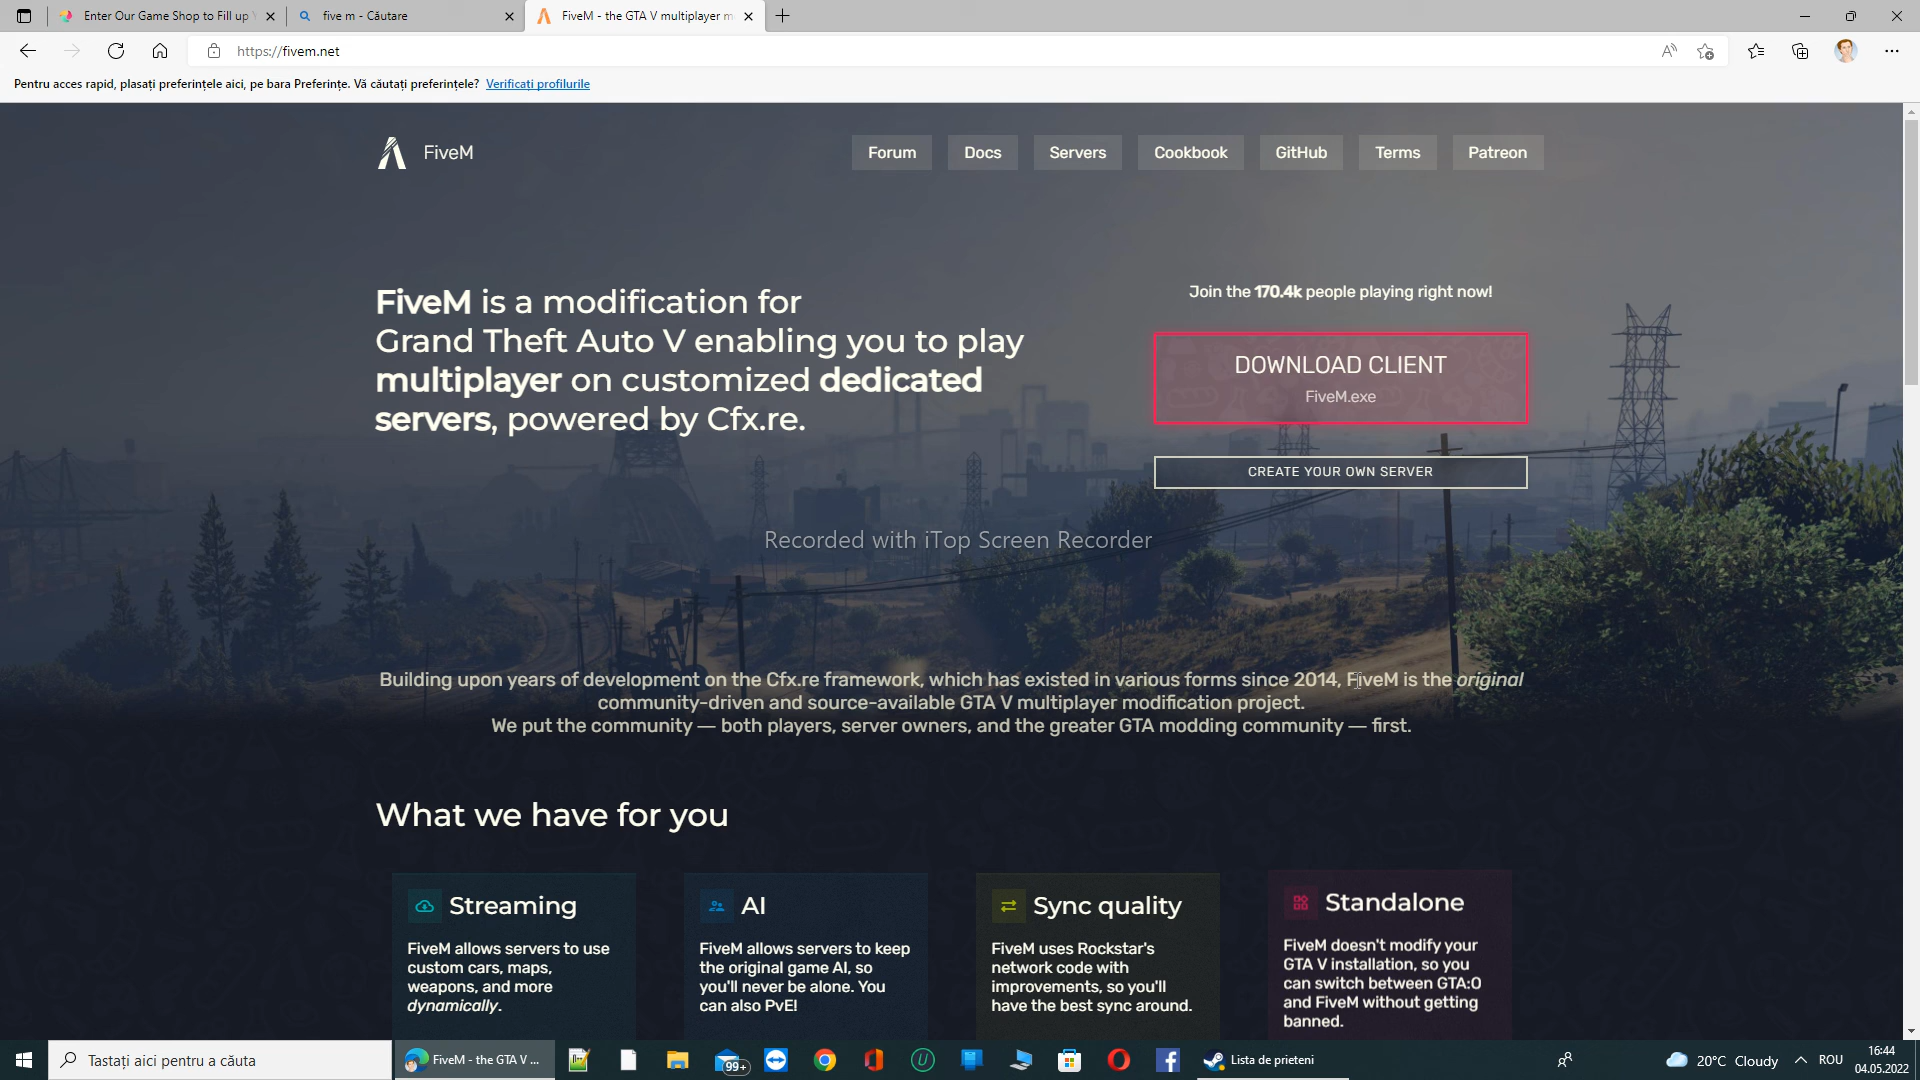 Enter Our Game Shop to Fill up
five m - Căutare
FiveM - the GTA V multiplayer m
https://fivem.net
Pentru acces rapid, plasați preferințele aici, pe bara Preferințe. Vă căutați preferințele? Verificați profilurile
FiveM
Forum
Docs
Servers
Cookbook
GitHub
Terms
Patreon
FiveM is a modification for
Grand Theft Auto V enabling you to play
multiplayer on customized dedicated
servers, powered by Cfx.re.
Join the 170.4k people playing right now!
DOWNLOAD CLIENT
FiveM.exe
CREATE YOUR OWN SERVER
Recorded with iTop Screen Recorder
Building upon years of development on the Cfx.re framework, which has existed in various forms since 2014, FiveM is the original
community-driven and source-available GTA V multiplayer modification project.
We put the community — both players, server owners, and the greater GTA modding community — first.
What we have for you
Streaming
FiveM allows servers to use
custom cars, maps,
weapons, and more
dynamically.
AI
FiveM allows servers to keep
the original game AI, so
you'll never be alone. You
can also PvE!
Sync quality
FiveM uses Rockstar's
network code with
improvements, so you'll
have the best sync around.
Standalone
FiveM doesn't modify your
GTA V installation, so you
can switch between GTA:O
and FiveM without getting
banned.
Tastați aici pentru a căuta
FiveM - the GTA V ...
99+
Lista de prieteni
20°C Cloudy
ROU
16:44
04.05.2022